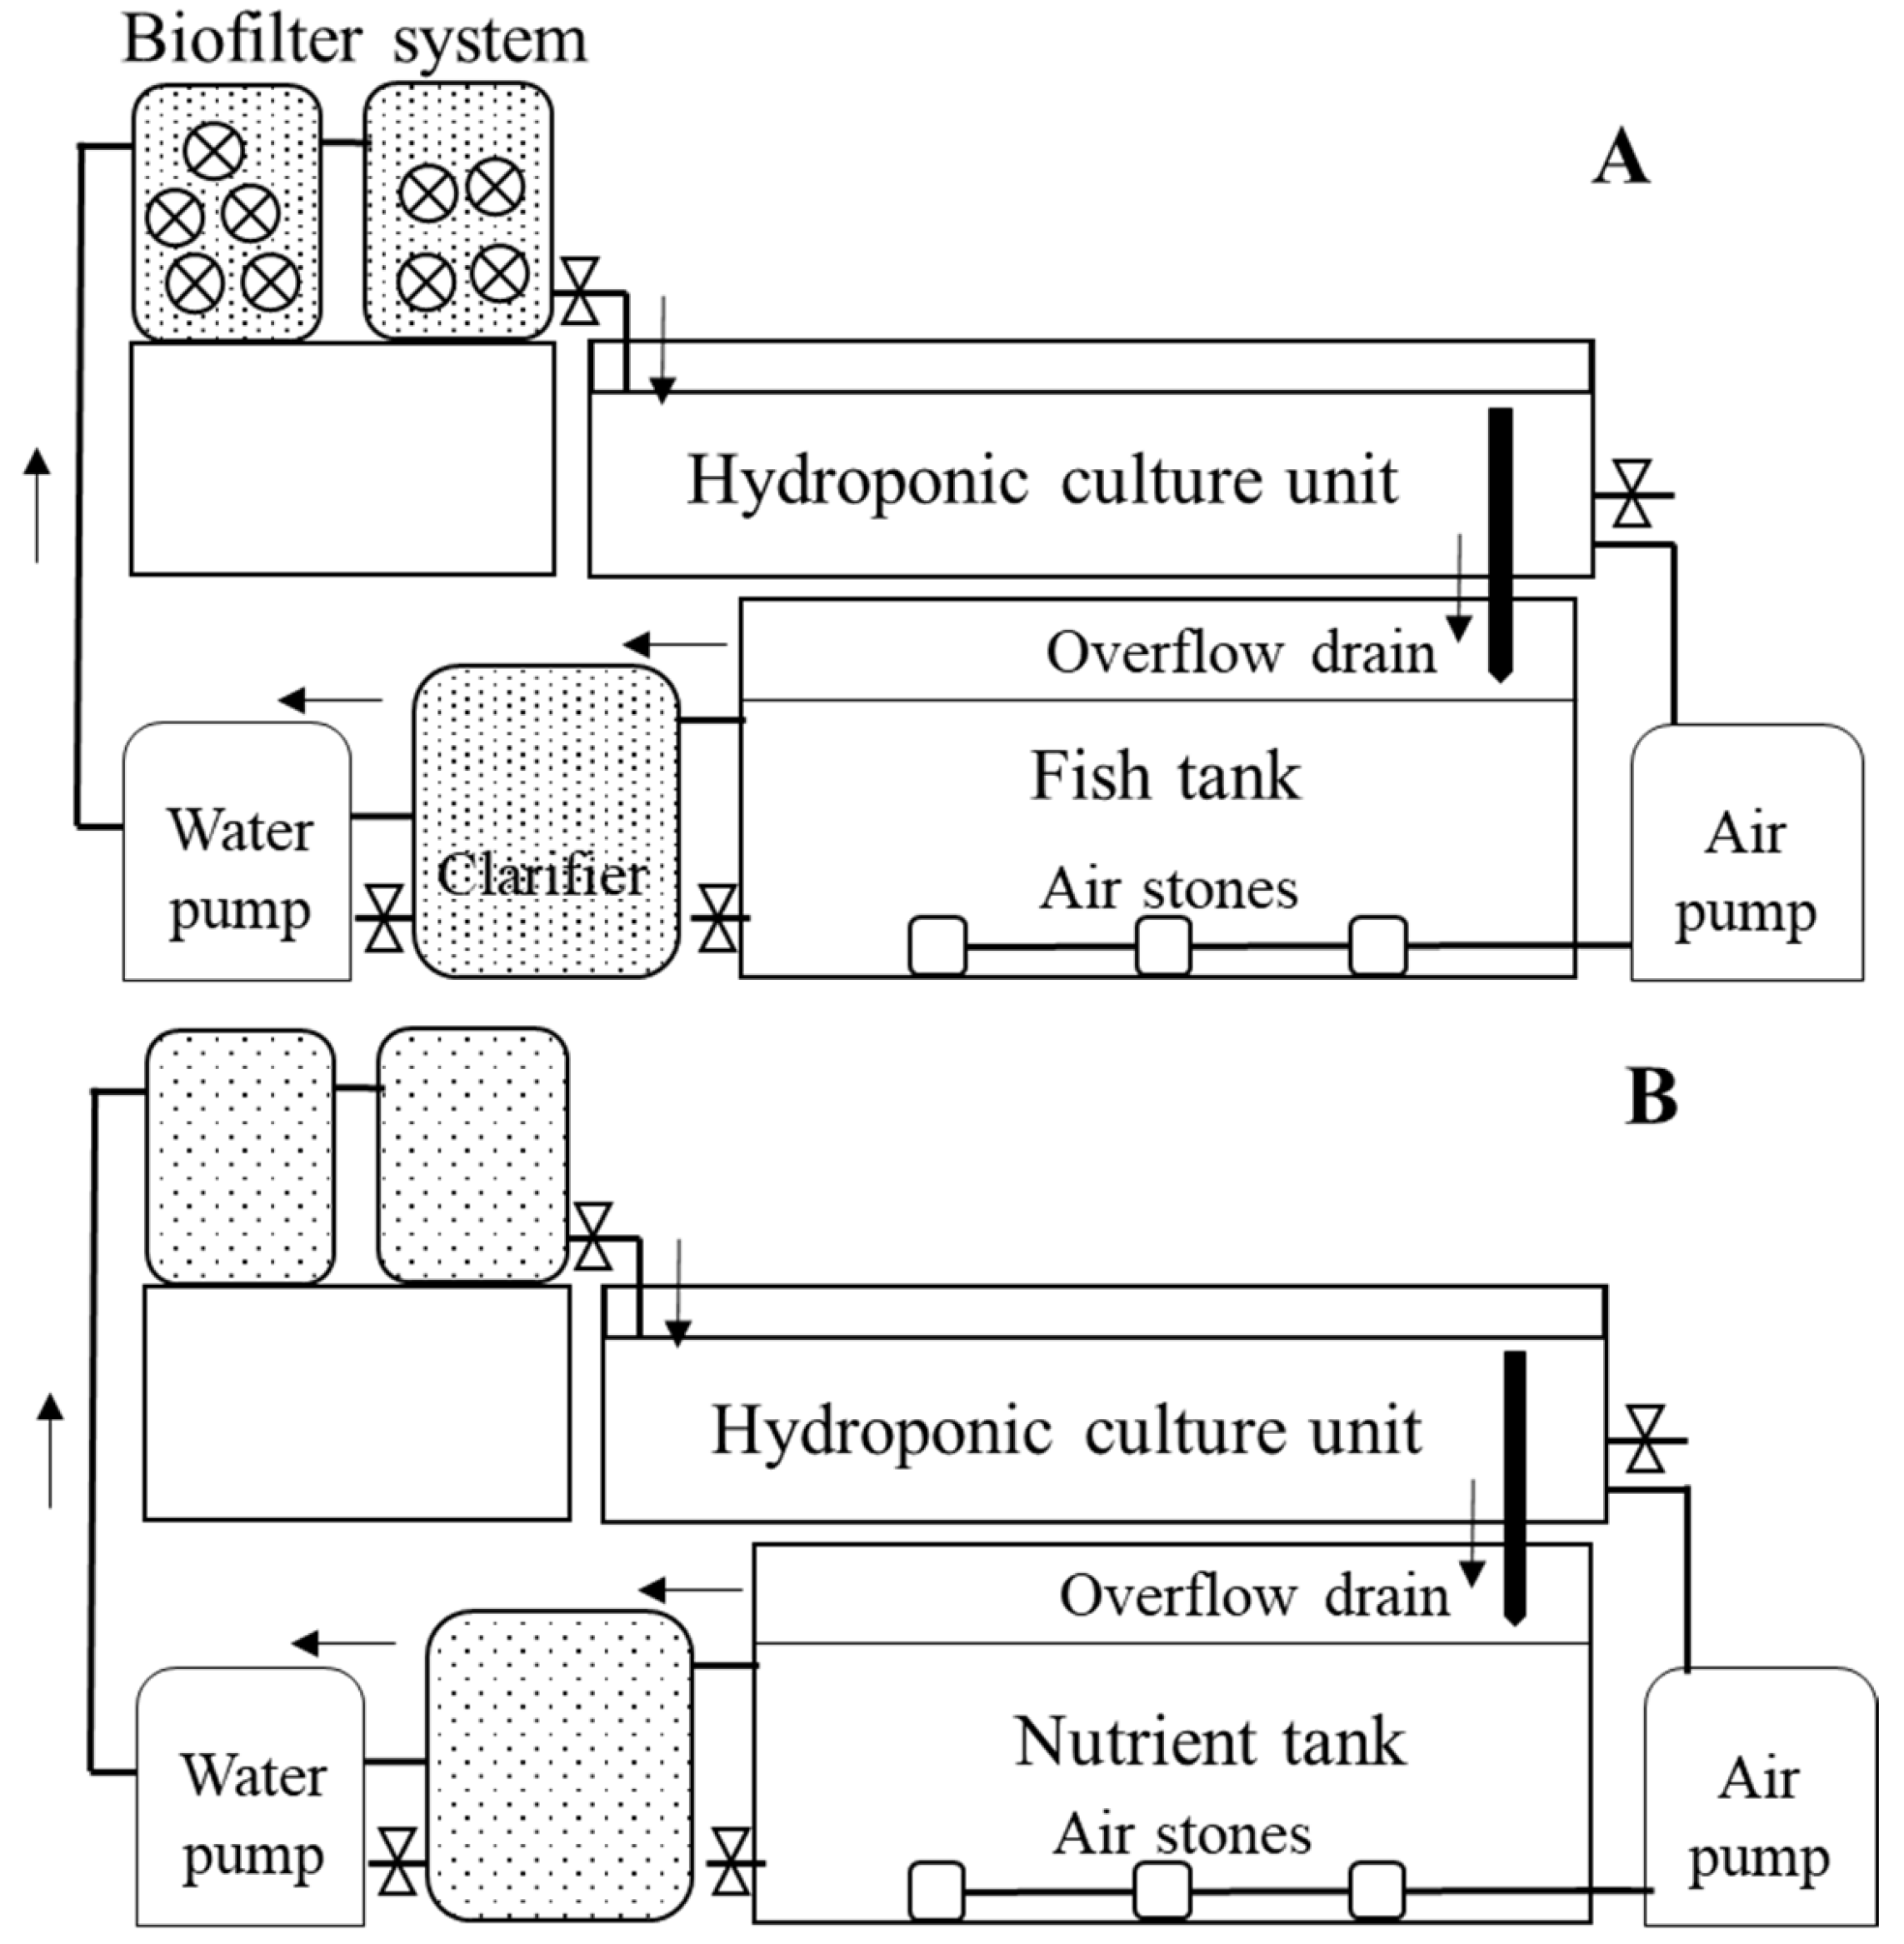 Biofilter system
A
Hydroponic culture unit
Overflow drain
Fish tank
Water
pump
Clarifier
Air stones
Air
pump
B
Hydroponic culture unit
Overflow drain
Nutrient tank
Water
pump
Air stones
Air
pump